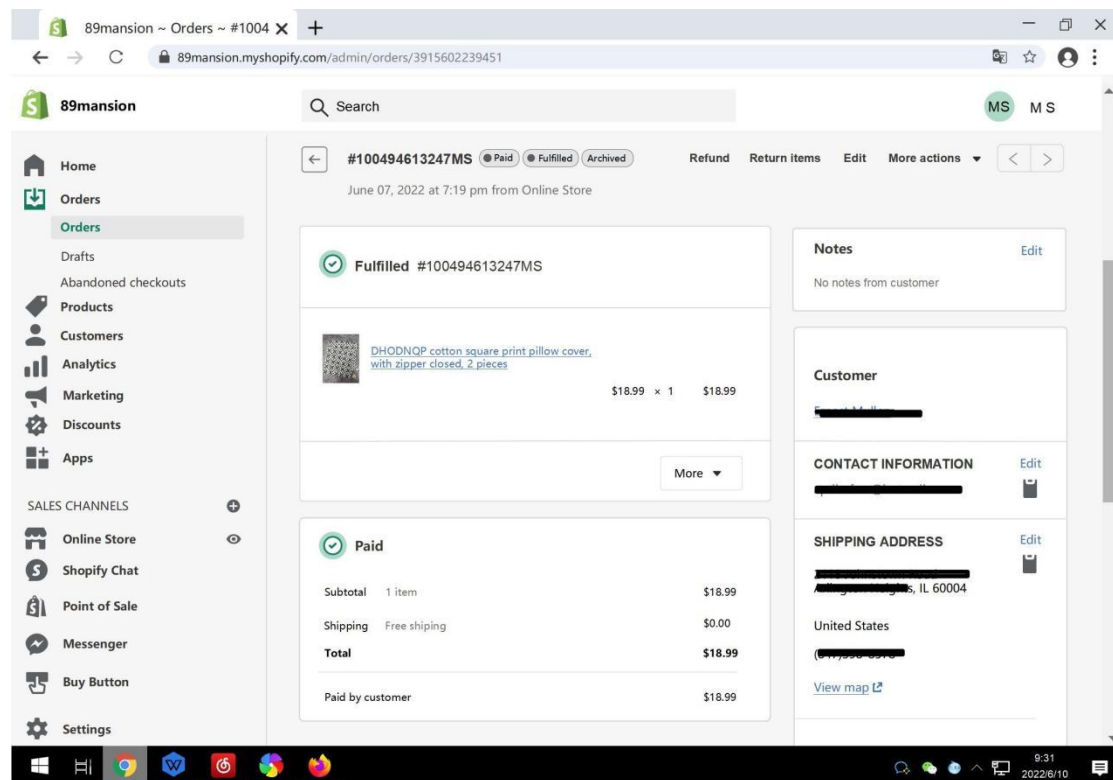 89mansion ~ Orders ~ #1004
89mansion.myshopify.com/admin/orders/3915602239451
89mansion
Search
MS
M S
Home
Orders
Orders
Drafts
Abandoned checkouts
Products
Customers
Analytics
Marketing
Discounts
Apps
SALES CHANNELS
Online Store
Shopify Chat
Point of Sale
Messenger
Buy Button
Settings
#100494613247MS Paid Fulfilled Archived
Refund Return items Edit More actions
June 07, 2022 at 7:19 pm from Online Store
Fulfilled #100494613247MS
DHODNQP cotton square print pillow cover,
with zipper closed, 2 pieces
$18.99 × 1 $18.99
More
Paid
Subtotal 1 item $18.99
Shipping Free shiping $0.00
Total $18.99
Paid by customer $18.99
Notes Edit
No notes from customer
Customer
CONTACT INFORMATION Edit
SHIPPING ADDRESS Edit
IL 60004
United States
View map
9:31
2022/6/10